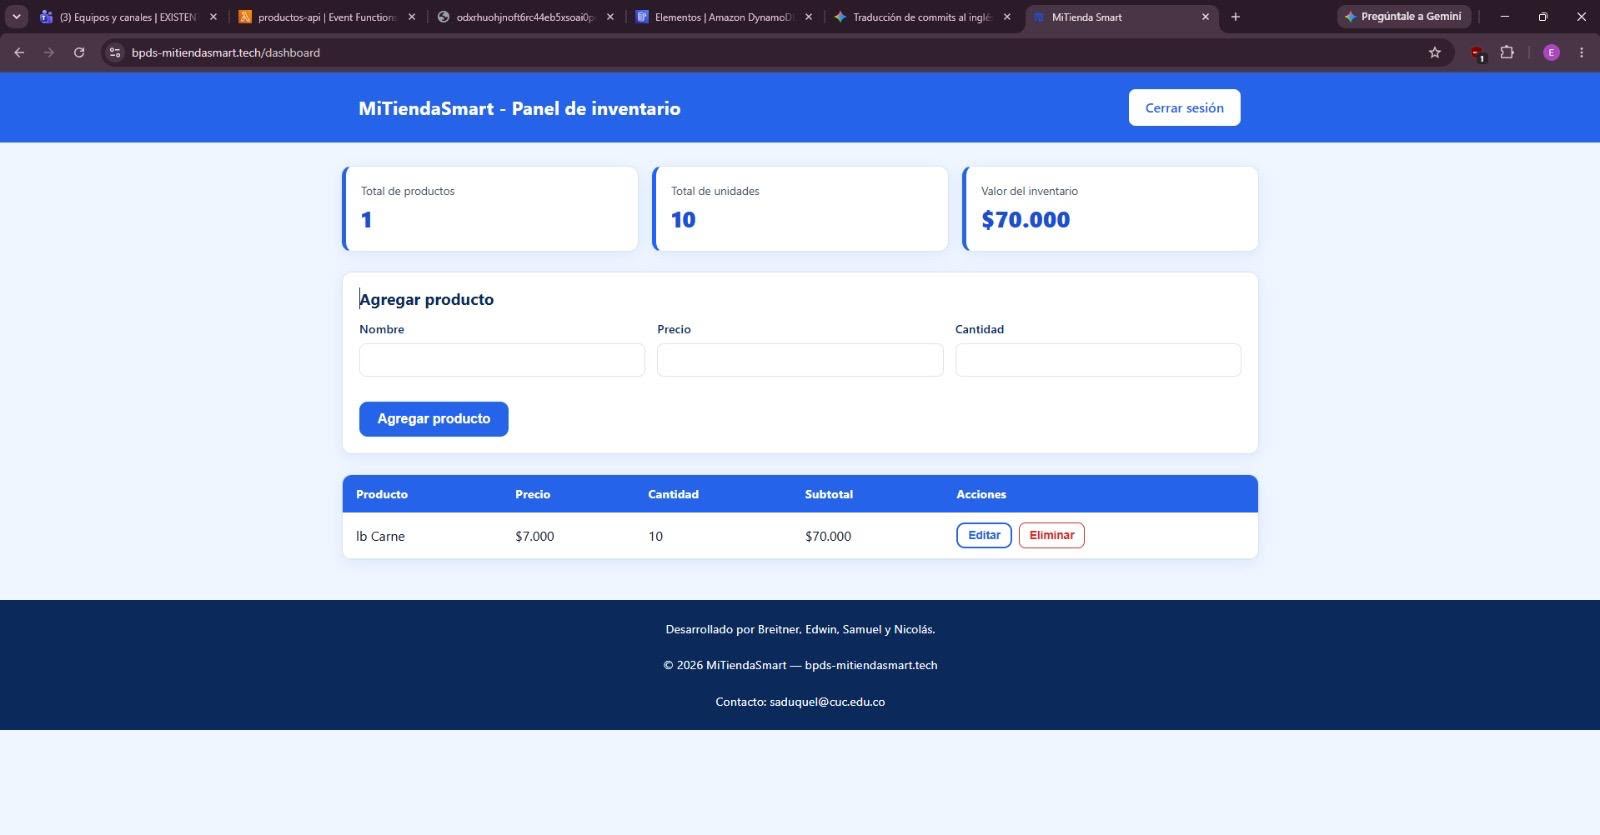 (3) Equipos y canales | EXISTEN
productos-api | Event Functions
odxrhuohjnoft6rc44eb5xsoai0p
Elementos | Amazon DynamoD
Traducción de commits al inglé
MiTienda Smart
Pregúntale a Gemini
bpds-mitiendasmart.tech/dashboard
1
E
MiTiendaSmart - Panel de inventario
Cerrar sesión
Total de productos
1
Total de unidades
10
Valor del inventario
$70.000
Agregar producto
Nombre
Precio
Cantidad
Agregar producto
Producto Precio Cantidad Subtotal Acciones
lb Carne $7.000 10 $70.000 Editar Eliminar
Desarrollado por Breitner, Edwin, Samuel y Nicolás.
© 2026 MiTiendaSmart — bpds-mitiendasmart.tech
Contacto: saduquel@cuc.edu.co